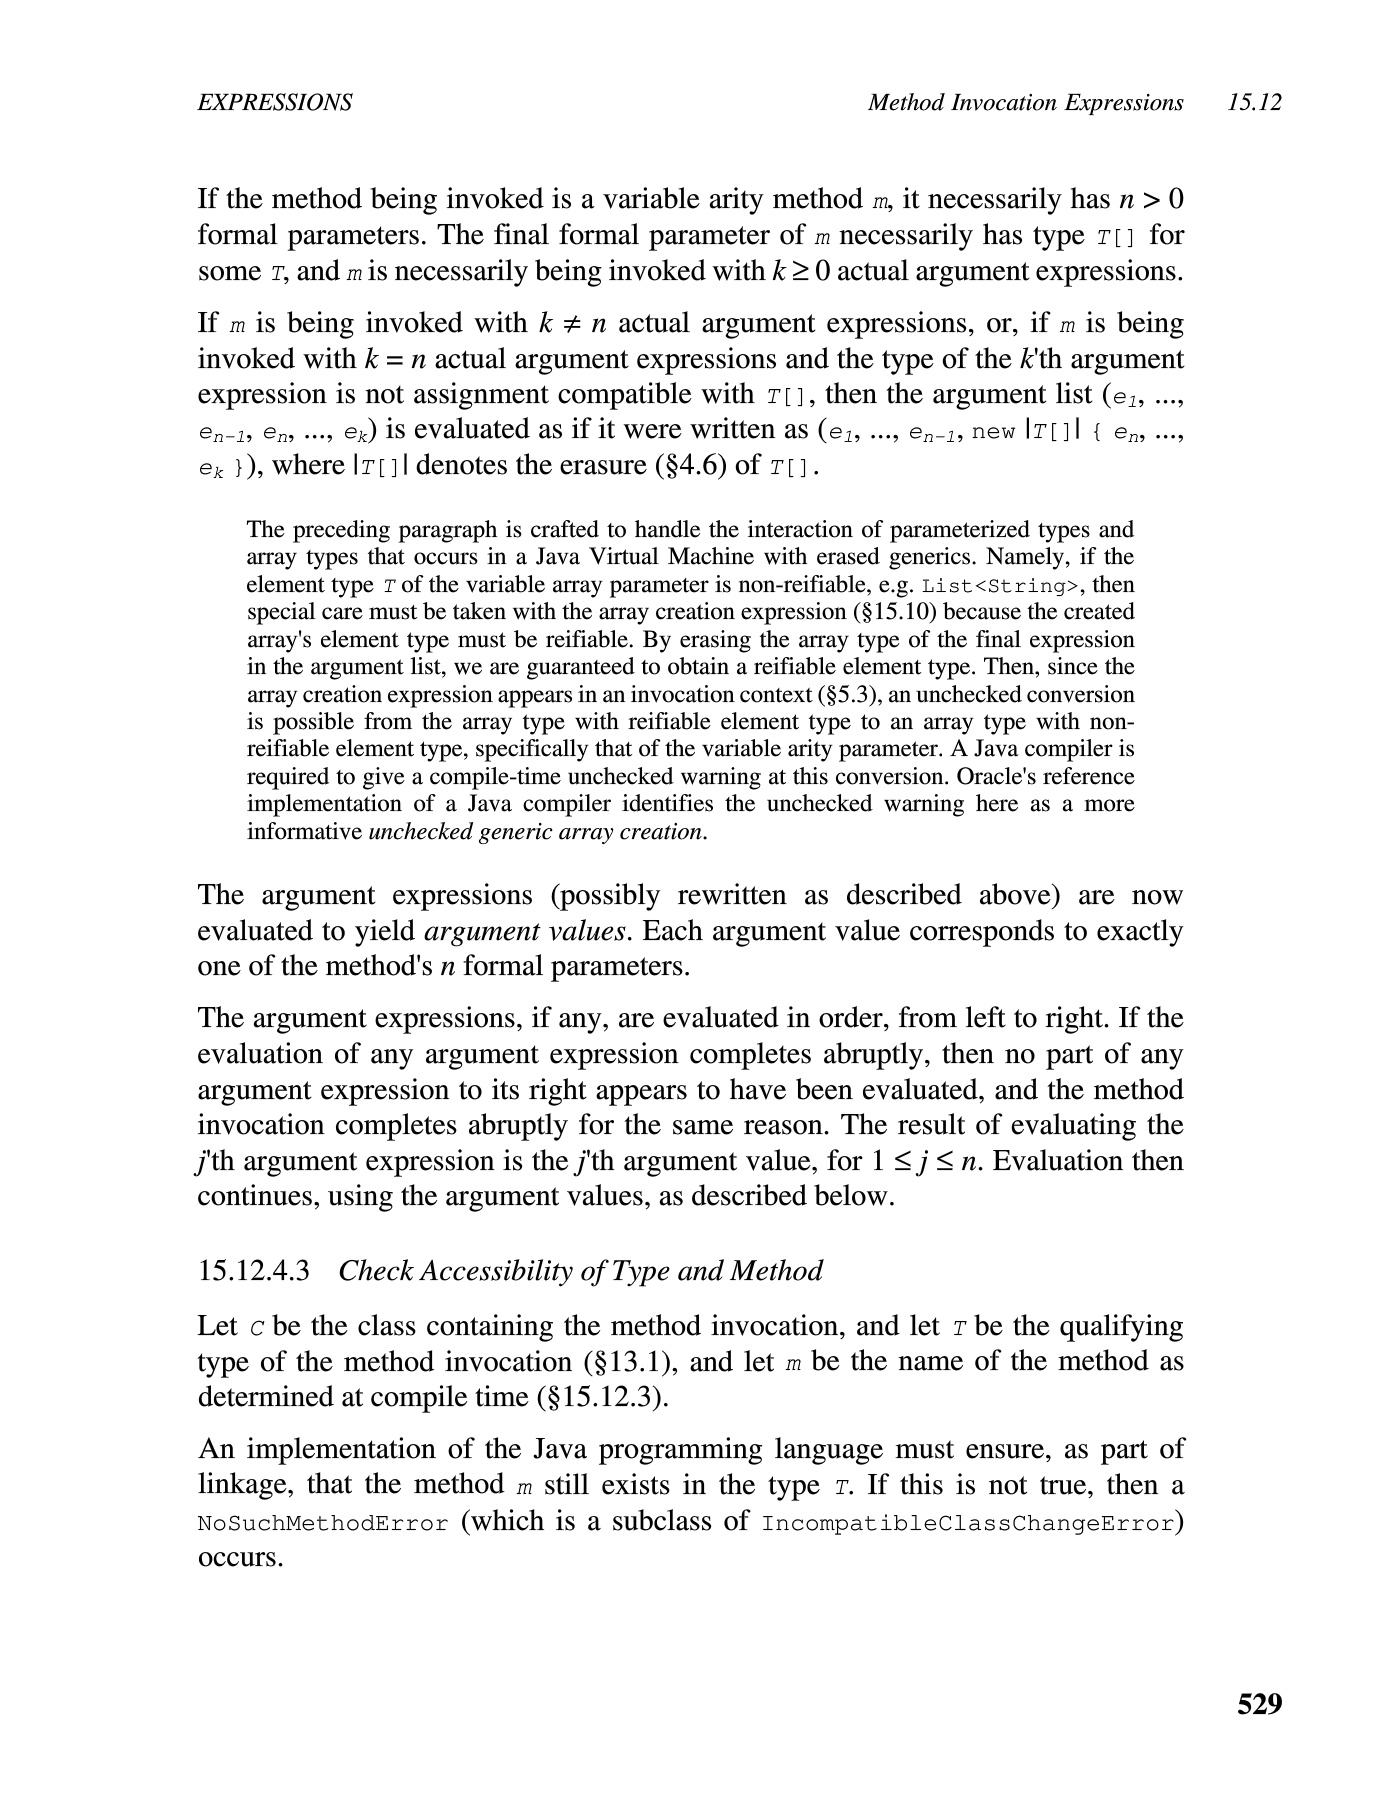 EXPRESSIONS Method Invocation Expressions 15.12
If the method being invoked is a variable arity method m, it necessarily has n > 0
formal parameters. The final formal parameter of m necessarily has type T[] for
some T, and m is necessarily being invoked with k ≥ 0 actual argument expressions.
If m is being invoked with k ≠ n actual argument expressions, or, if m is being
invoked with k = n actual argument expressions and the type of the k'th argument
expression is not assignment compatible with T[], then the argument list (e1, ...,
en-1, en, ..., ek) is evaluated as if it were written as (e1, ..., en-1, new |T[]| { en, ...,
ek }), where |T[]| denotes the erasure (§4.6) of T[].
The preceding paragraph is crafted to handle the interaction of parameterized types and
array types that occurs in a Java Virtual Machine with erased generics. Namely, if the
element type T of the variable array parameter is non-reifiable, e.g. List<String>, then
special care must be taken with the array creation expression (§15.10) because the created
array's element type must be reifiable. By erasing the array type of the final expression
in the argument list, we are guaranteed to obtain a reifiable element type. Then, since the
array creation expression appears in an invocation context (§5.3), an unchecked conversion
is possible from the array type with reifiable element type to an array type with non-
reifiable element type, specifically that of the variable arity parameter. A Java compiler is
required to give a compile-time unchecked warning at this conversion. Oracle's reference
implementation of a Java compiler identifies the unchecked warning here as a more
informative unchecked generic array creation.
The argument expressions (possibly rewritten as described above) are now
evaluated to yield argument values. Each argument value corresponds to exactly
one of the method's n formal parameters.
The argument expressions, if any, are evaluated in order, from left to right. If the
evaluation of any argument expression completes abruptly, then no part of any
argument expression to its right appears to have been evaluated, and the method
invocation completes abruptly for the same reason. The result of evaluating the
j'th argument expression is the j'th argument value, for 1 ≤ j ≤ n. Evaluation then
continues, using the argument values, as described below.
15.12.4.3 Check Accessibility of Type and Method
Let C be the class containing the method invocation, and let T be the qualifying
type of the method invocation (§13.1), and let m be the name of the method as
determined at compile time (§15.12.3).
An implementation of the Java programming language must ensure, as part of
linkage, that the method m still exists in the type T. If this is not true, then a
NoSuchMethodError (which is a subclass of IncompatibleClassChangeError)
occurs.
529